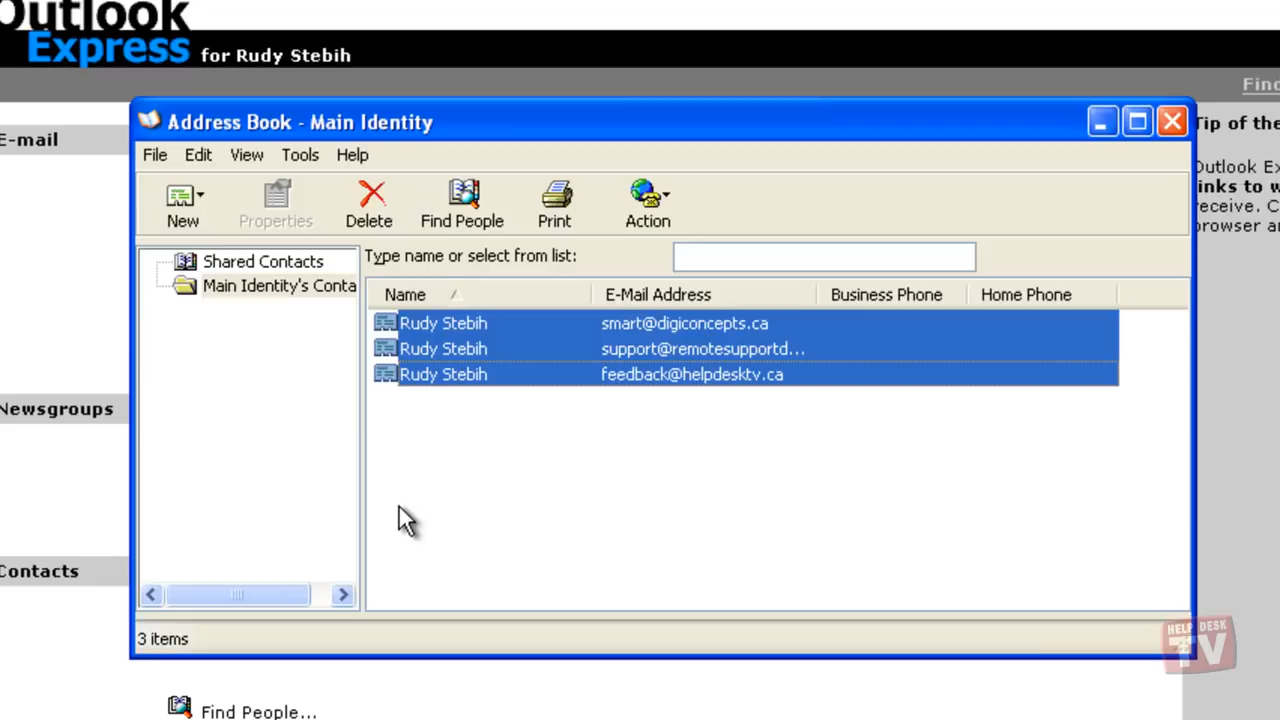 Outlook
Express for Rudy Stebih
Find
E-mail
Newsgroups
Contacts
Tip of the
Outlook Ex
links to w
receive. C
browser an
Address Book - Main Identity
File Edit View Tools Help
New Properties Delete Find People Print Action
Shared Contacts
Main Identity's Conta
Type name or select from list:
Name E-Mail Address Business Phone Home Phone
Rudy Stebih smart@digiconcepts.ca
Rudy Stebih support@remotesupportd...
Rudy Stebih feedback@helpdesktv.ca
3 items
Find People...
HELP DESK
TV